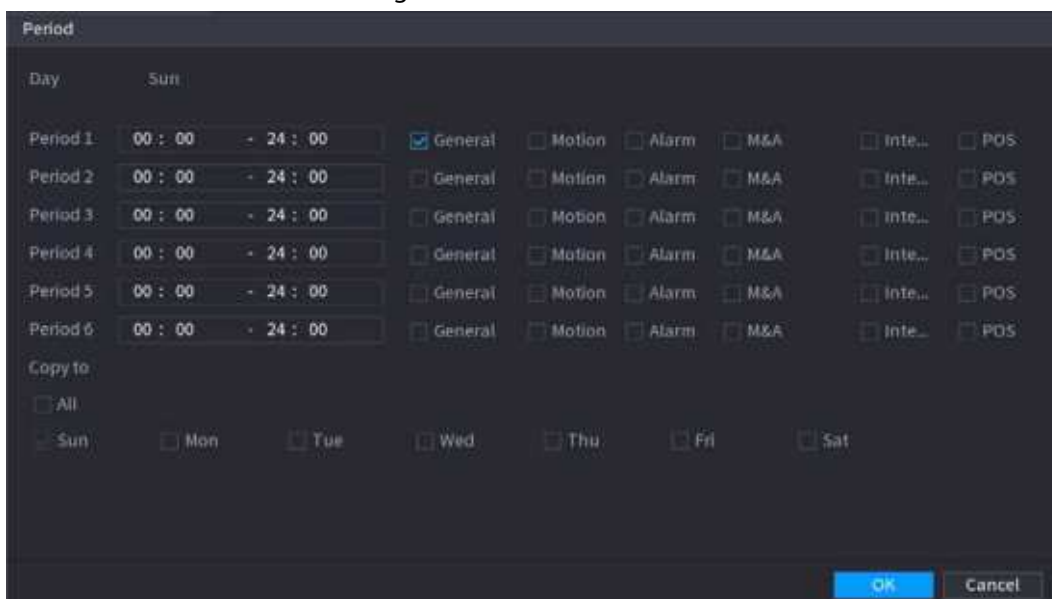 Period
Day Sun
Period 1 00 : 00 - 24 : 00 General Motion Alarm M&A Inte... POS
Period 2 00 : 00 - 24 : 00 General Motion Alarm M&A Inte... POS
Period 3 00 : 00 - 24 : 00 General Motion Alarm M&A Inte... POS
Period 4 00 : 00 - 24 : 00 General Motion Alarm M&A Inte... POS
Period 5 00 : 00 - 24 : 00 General Motion Alarm M&A Inte... POS
Period 6 00 : 00 - 24 : 00 General Motion Alarm M&A Inte... POS
Copy to
All
Sun Mon Tue Wed Thu Fri Sat
OK Cancel